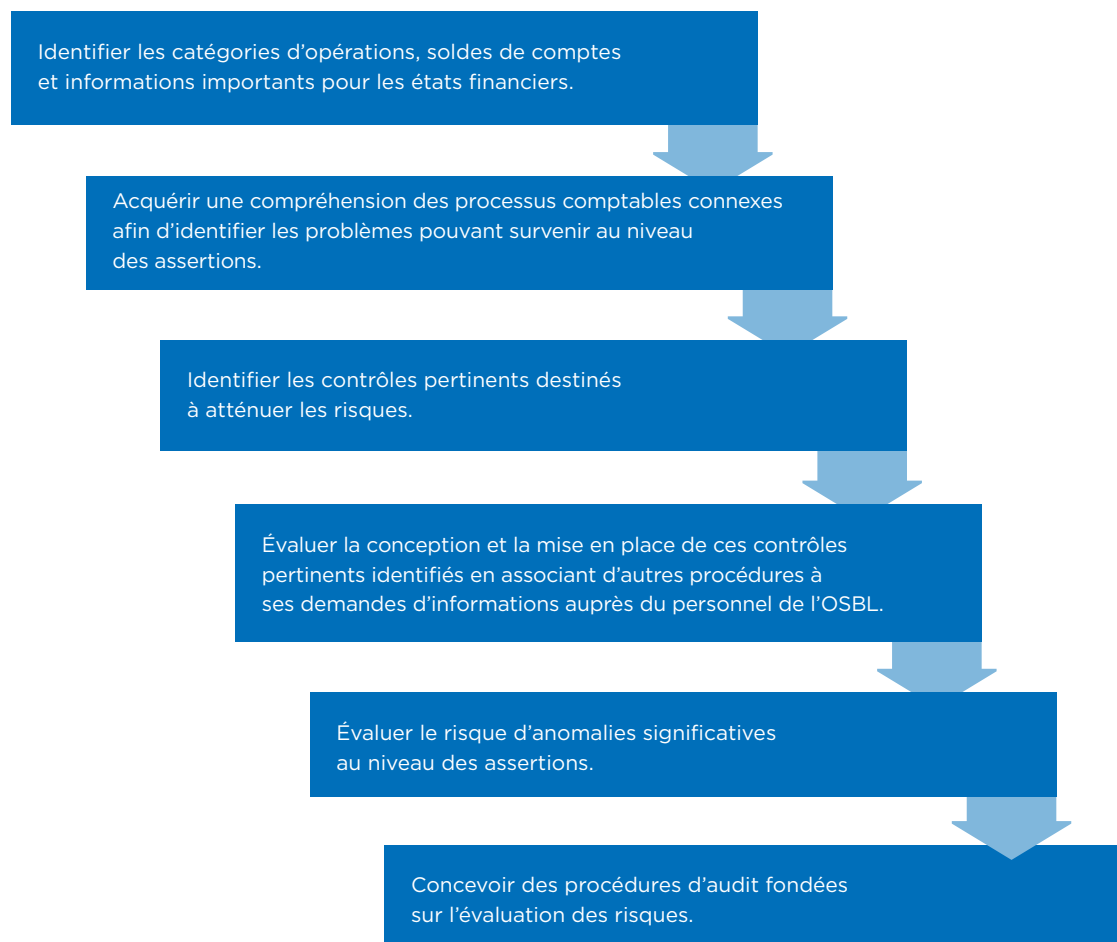 Identifier les catégories d’opérations, soldes de comptes
et informations importants pour les états financiers.
Acquérir une compréhension des processus comptables connexes
afin d’identifier les problèmes pouvant survenir au niveau
des assertions.
Identifier les contrôles pertinents destinés
à atténuer les risques.
Évaluer la conception et la mise en place de ces contrôles
pertinents identifiés en associant d’autres procédures à
ses demandes d’informations auprès du personnel de l’OSBL.
Évaluer le risque d’anomalies significatives
au niveau des assertions.
Concevoir des procédures d’audit fondées
sur l’évaluation des risques.